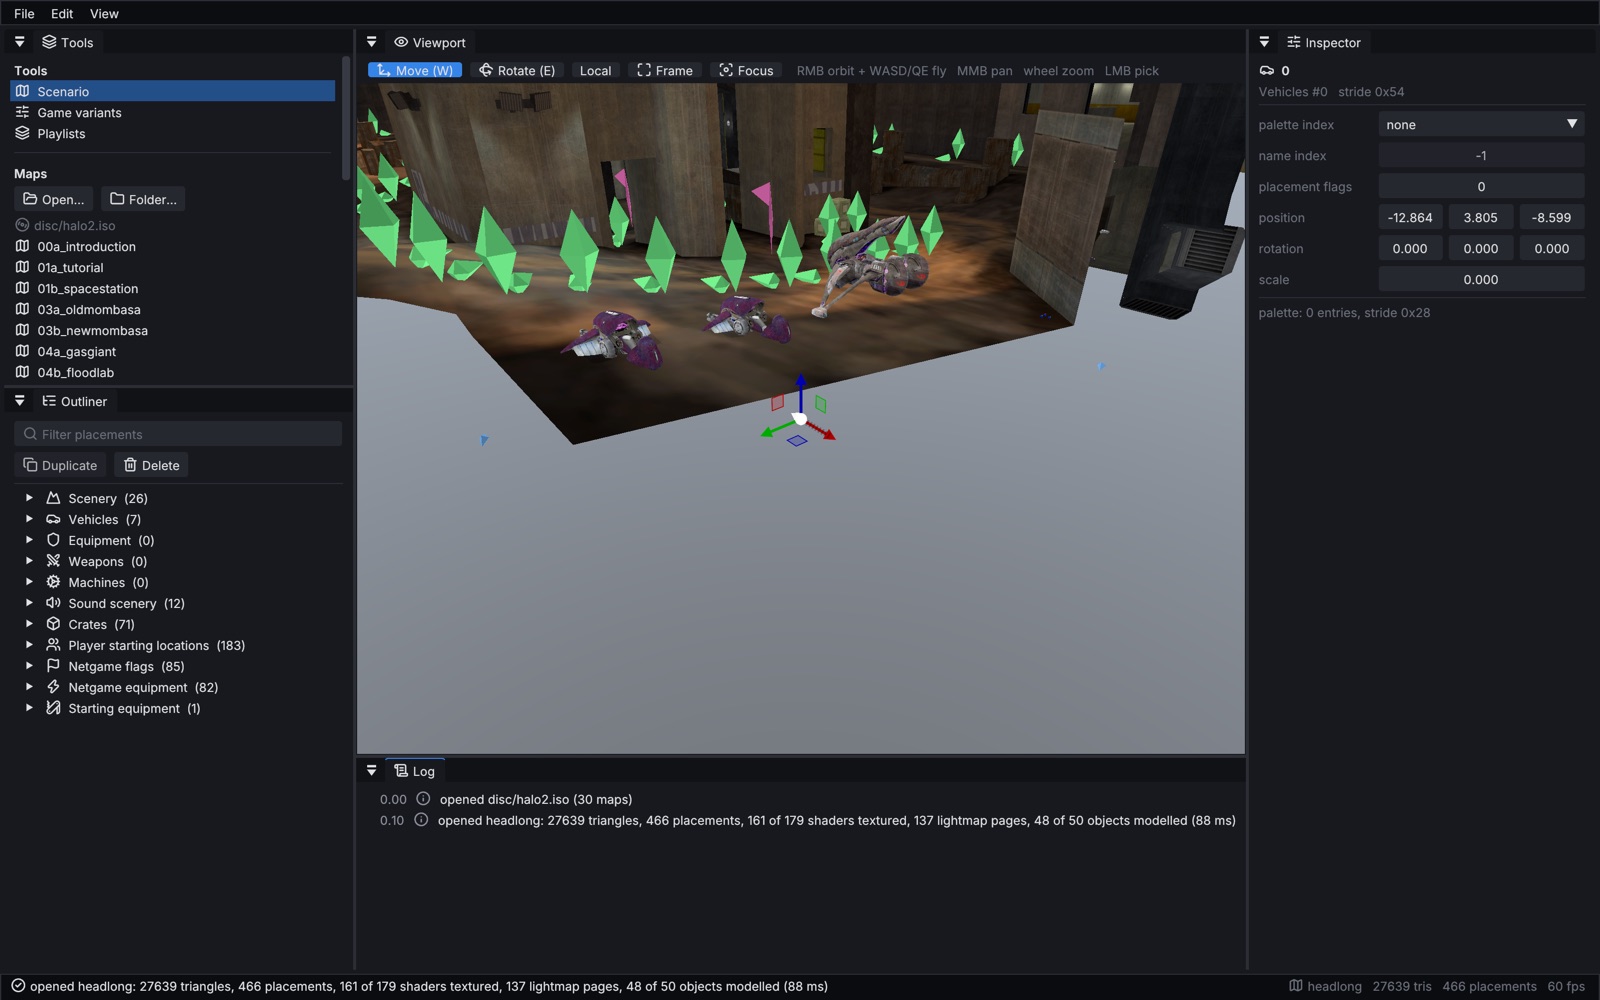 File Edit View
Tools
Tools
Scenario
Game variants
Playlists
Maps
Open... Folder...
disc/halo2.iso
00a_introduction
01a_tutorial
01b_spacestation
03a_oldmombasa
03b_newmombasa
04a_gasgiant
04b_floodlab
Outliner
Filter placements
Duplicate Delete
Scenery (26)
Vehicles (7)
Equipment (0)
Weapons (0)
Machines (0)
Sound scenery (12)
Crates (71)
Player starting locations (183)
Netgame flags (85)
Netgame equipment (82)
Starting equipment (1)
Viewport
Move (W) Rotate (E) Local Frame Focus RMB orbit + WASD/QE fly MMB pan wheel zoom LMB pick
Log
0.00 opened disc/halo2.iso (30 maps)
0.10 opened headlong: 27639 triangles, 466 placements, 161 of 179 shaders textured, 137 lightmap pages, 48 of 50 objects modelled (88 ms)
Inspector
0
Vehicles #0 stride 0x54
palette index none
name index -1
placement flags 0
position -12.864 3.805 -8.599
rotation 0.000 0.000 0.000
scale 0.000
palette: 0 entries, stride 0x28
opened headlong: 27639 triangles, 466 placements, 161 of 179 shaders textured, 137 lightmap pages, 48 of 50 objects modelled (88 ms)
headlong 27639 tris 466 placements 60 fps